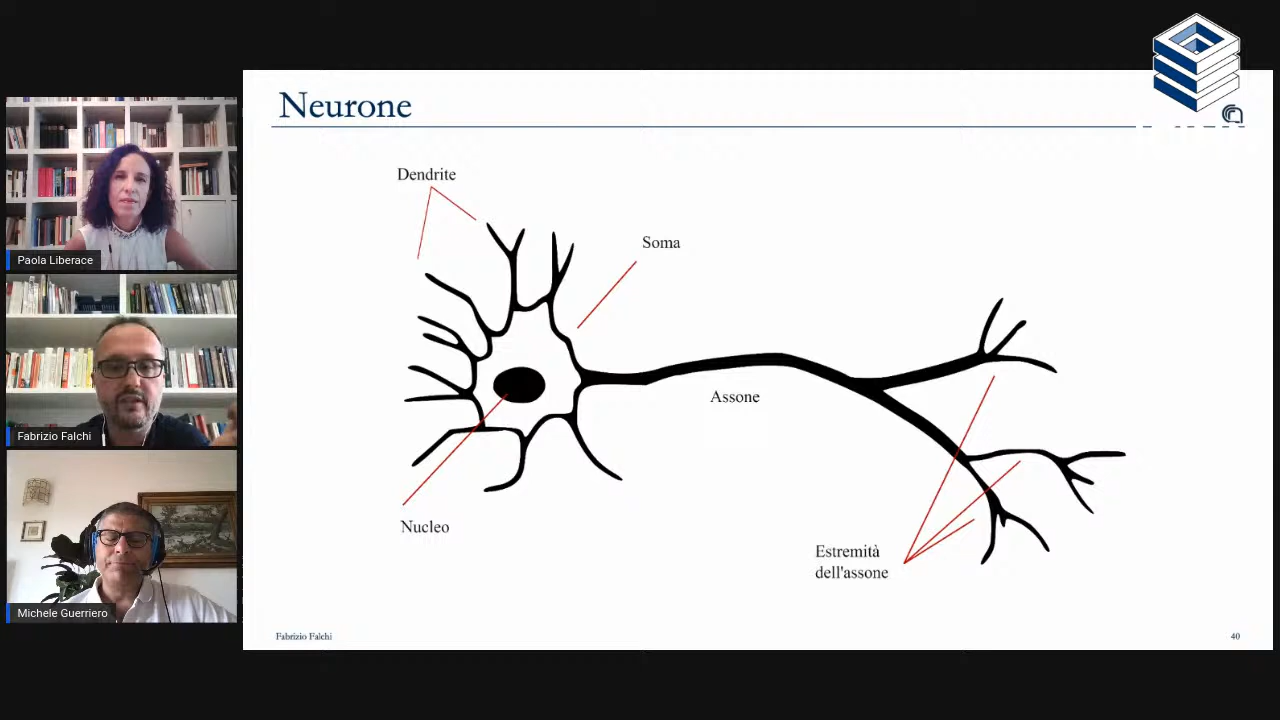 Neurone
Dendrite
Soma
Assone
Nucleo
Estremità
dell'assone
Fabrizio Falchi
40
Paola Liberace
Fabrizio Falchi
Michele Guerriero